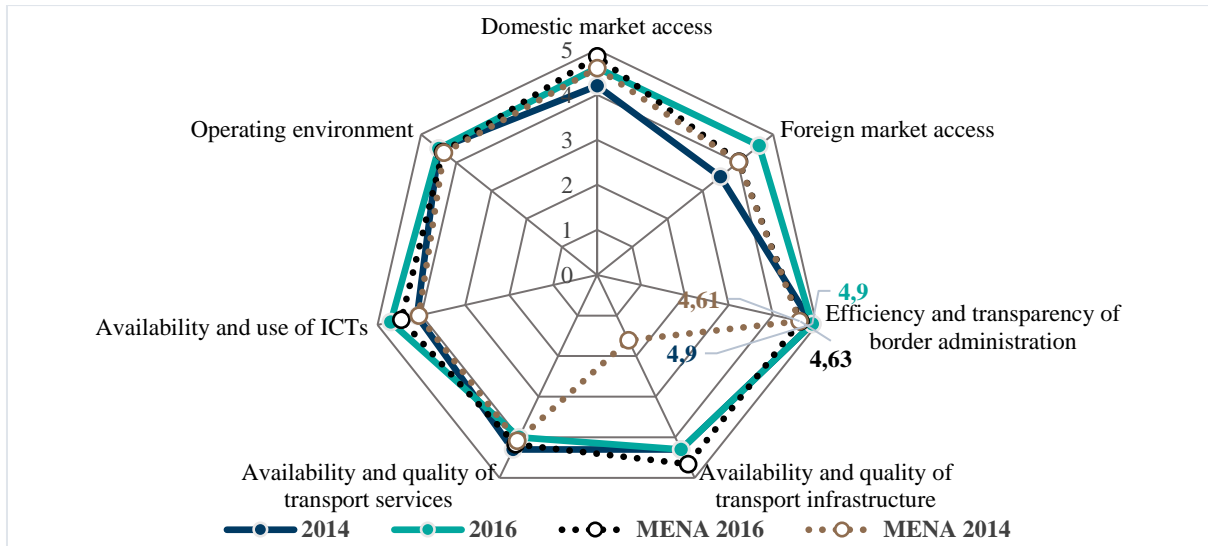 Domestic market access
5
4
3
2
1
0
Operating environment
Foreign market access
Availability and use of ICTs
4,61
4,9
Efficiency and transparency of
border administration
4,9
4,63
Availability and quality of
transport services
Availability and quality of
transport infrastructure
2014
2016
MENA 2016
MENA 2014